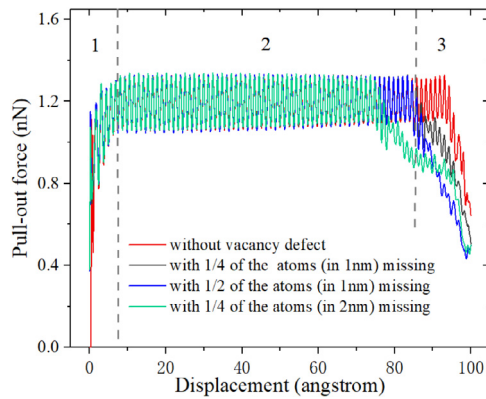 1 2 3
1.6
1.2
0.8
0.4
0.0
Pull-out force (nN)
without vacancy defect
with 1/4 of thc atoms (in 1nm) missing
with 1/2 of the atoms (in 1nm) missing
with 1/4 of the atoms (in 2nm) missing
0 20 40 60 80 100
Displacement (angstrom)